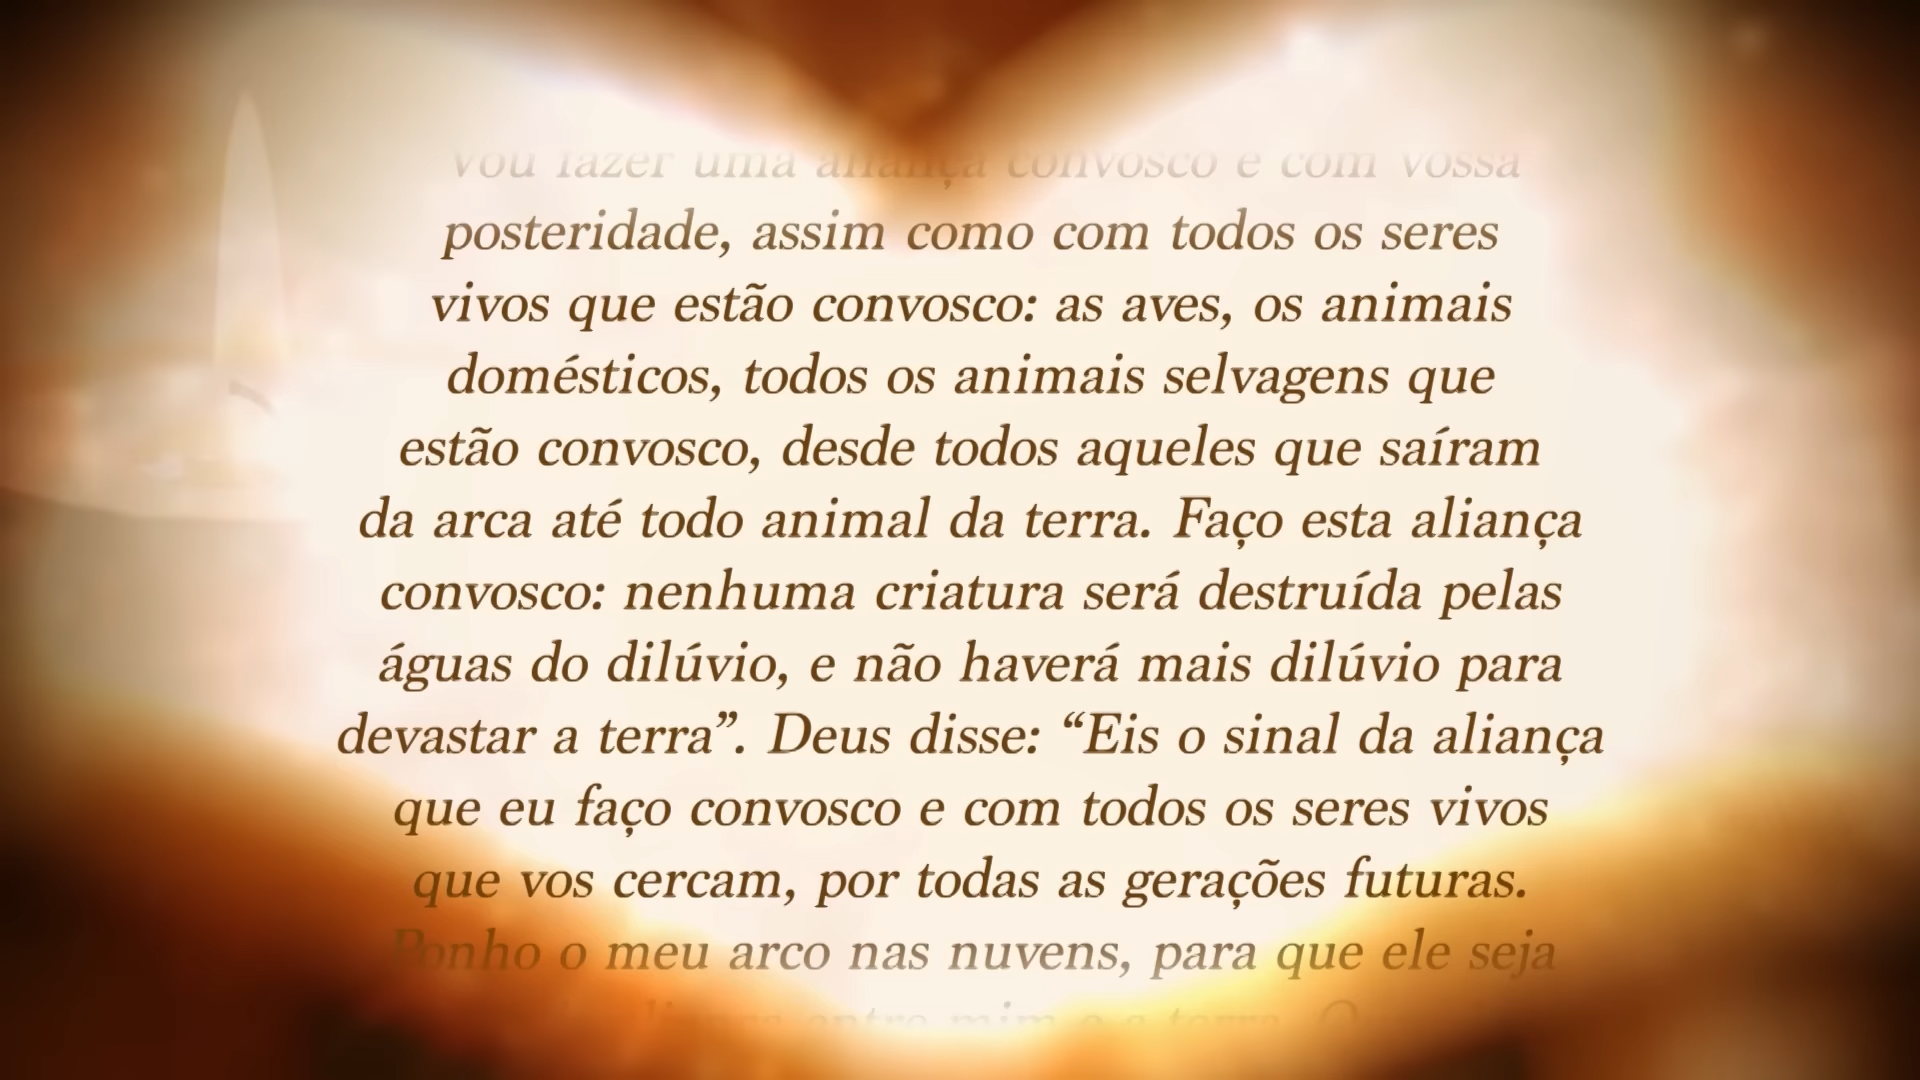 Vou fazer uma aliança convosco e com vossa
posteridade, assim como com todos os seres
vivos que estão convosco: as aves, os animais
domésticos, todos os animais selvagens que
estão convosco, desde todos aqueles que saíram
da arca até todo animal da terra. Faço esta aliança
convosco: nenhuma criatura será destruída pelas
águas do dilúvio, e não haverá mais dilúvio para
devastar a terra”. Deus disse: “Eis o sinal da aliança
que eu faço convosco e com todos os seres vivos
que vos cercam, por todas as gerações futuras.
Ponho o meu arco nas nuvens, para que ele seja
entre mim e a terra. O